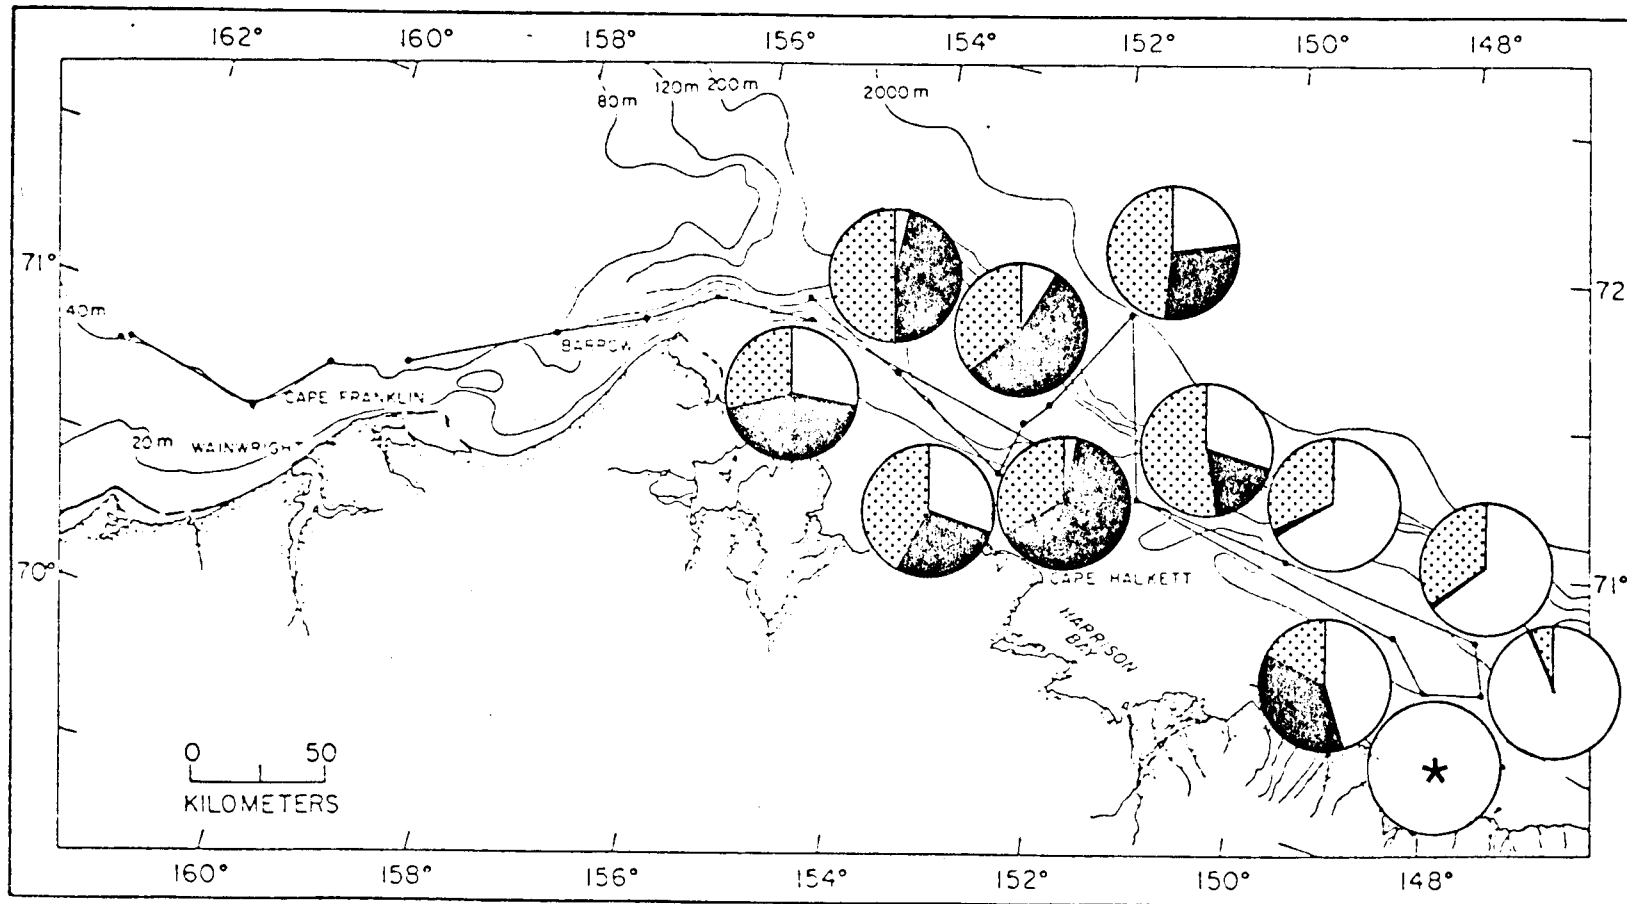 162° 160° 158° 156° 154° 152° 150° 148°
80m 120m 200m 2000m
71°
72
40m
BARROW
CAPE FRANKLIN
20m WAINWRIGHT
70°
CAPE HALKETT
71°
HARRISON
BAY
*
0 50
KILOMETERS
160° 158° 156° 154° 152° 150° 148°